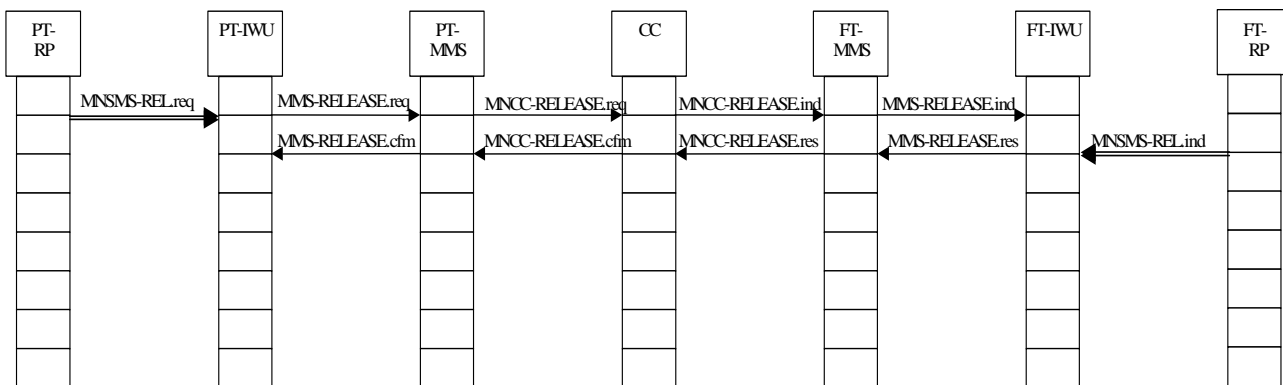 PT-
RP
PT-IWU
PT-
MMS
CC
FT-
MMS
FT-IWU
FT-
RP
MNSMS-REL.req
MMS-RELEASE.req
MNCC-RELEASE.req
MNCC-RELEASE.ind
MMS-RELEASE.ind
MMS-RELEASE.cfm
MNCC-RELEASE.cfm
MNCC-RELEASE.res
MMS-RELEASE.res
MNSMS-REL.ind